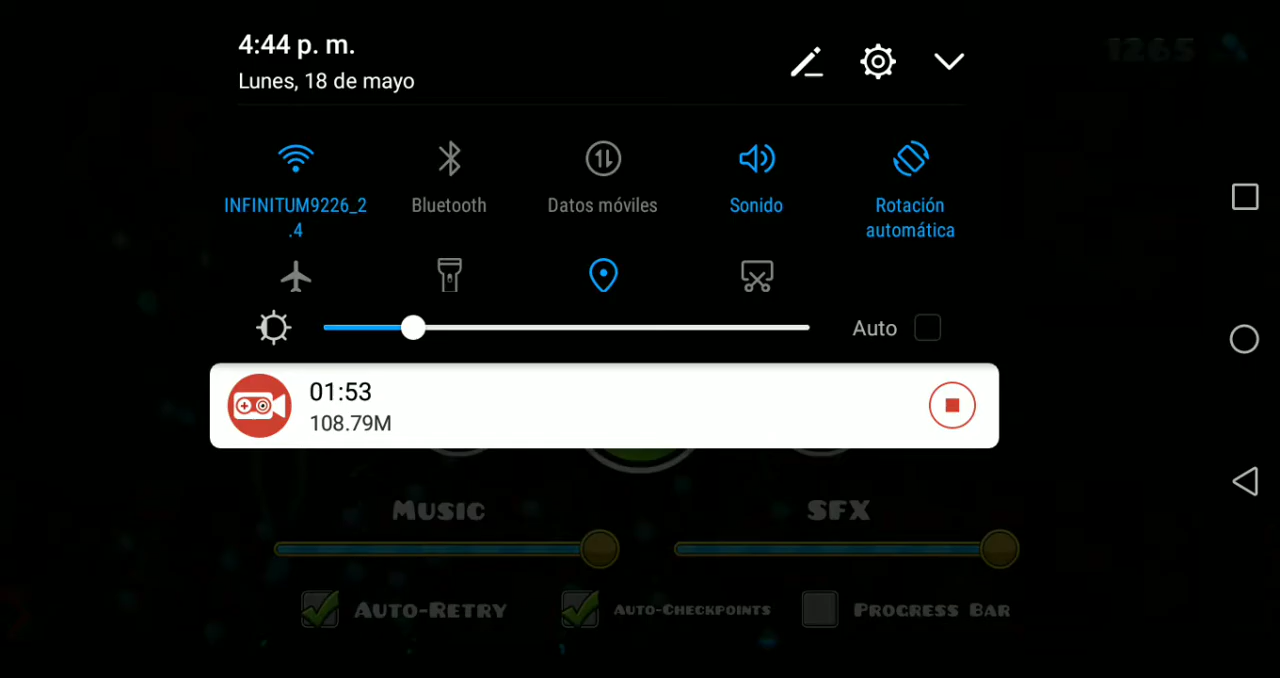 4:44 p. m.
Lunes, 18 de mayo
1265
INFINITUM9226_2
.4
Bluetooth
Datos móviles
Sonido
Rotación
automática
Auto
01:53
108.79M
Music
SFX
Auto-Retry
Auto-Checkpoints
Progress Bar